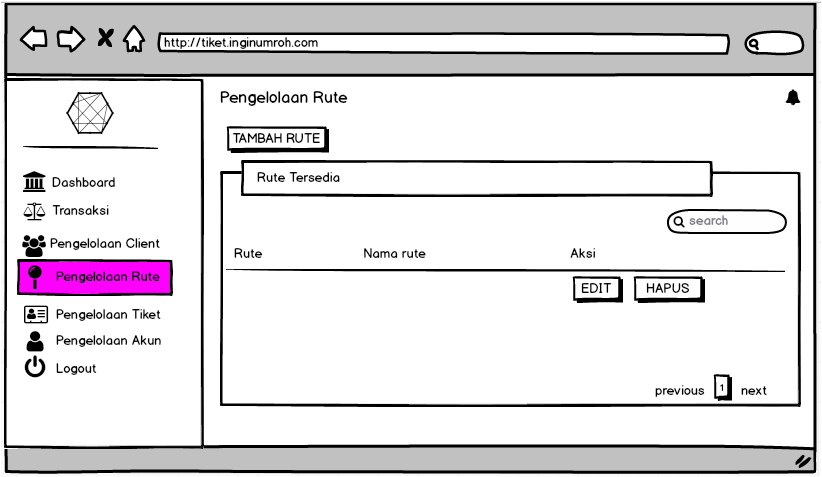 http://tiket.inginumroh.com
Dashboard
Transaksi
Pengelolaan Client
Pengelolaan Rute
Pengelolaan Tiket
Pengelolaan Akun
Logout
Pengelolaan Rute
TAMBAH RUTE
Rute Tersedia
search
Rute Nama rute Aksi
EDIT HAPUS
previous 1 next